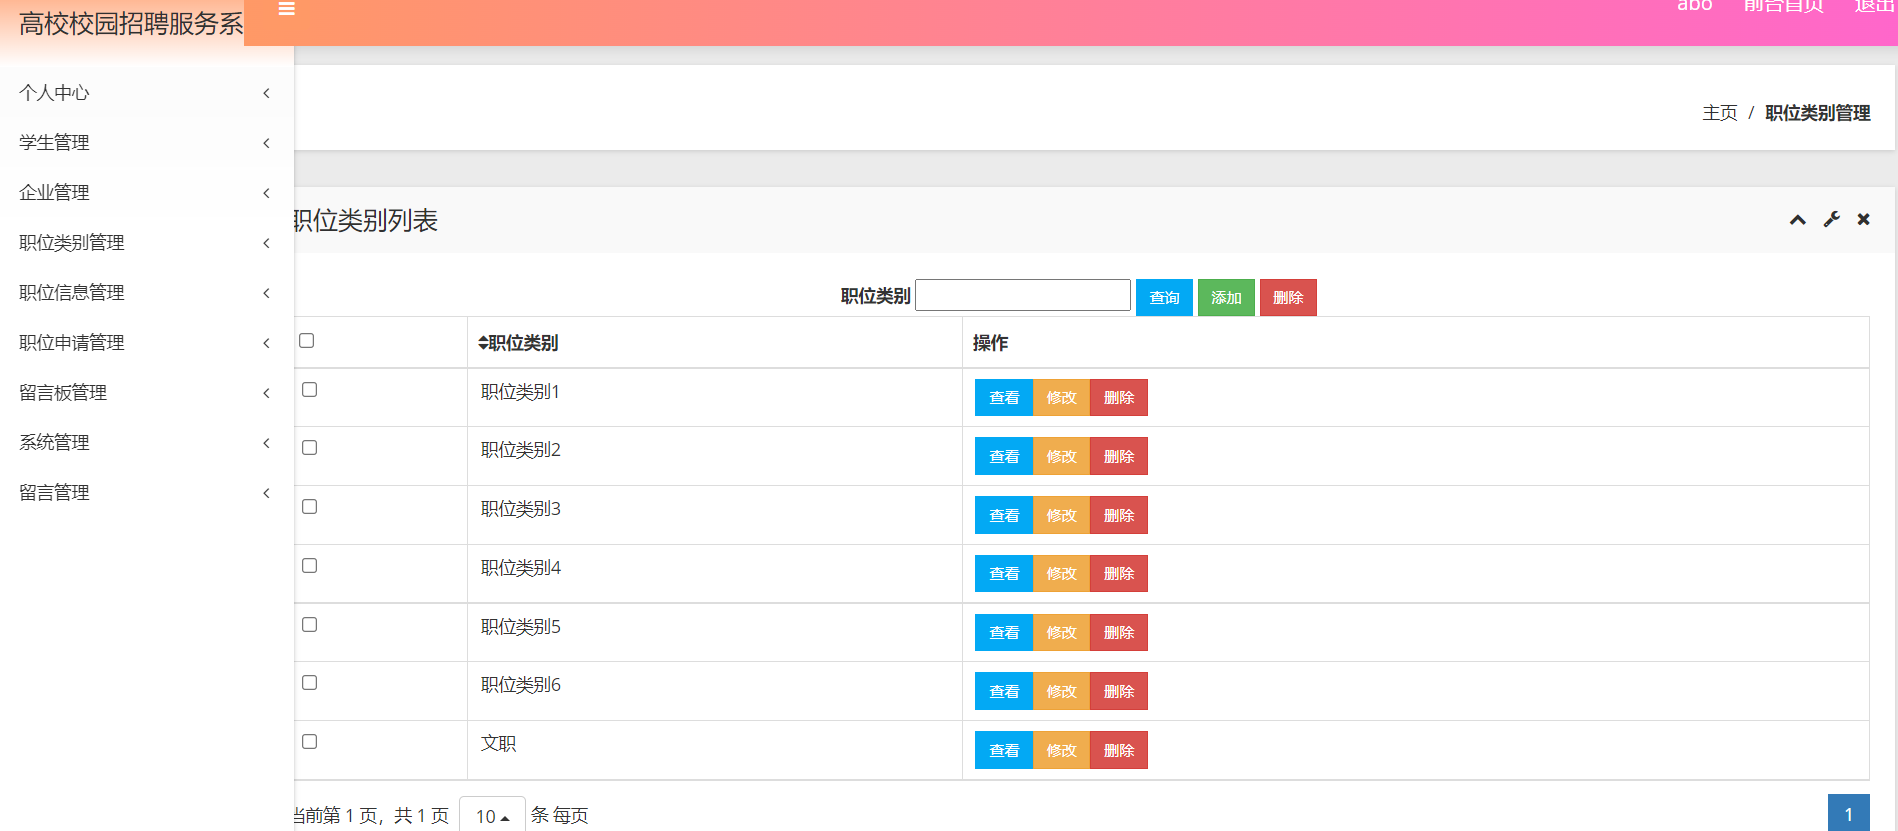 高校校园招聘服务系
abo 前台首页 退出
个人中心
学生管理
企业管理
职位类别管理
职位信息管理
职位申请管理
留言板管理
系统管理
留言管理
主页 / 职位类别管理
职位类别列表
职位类别 查询 添加 删除
职位类别 操作
职位类别1 查看 修改 删除
职位类别2 查看 修改 删除
职位类别3 查看 修改 删除
职位类别4 查看 修改 删除
职位类别5 查看 修改 删除
职位类别6 查看 修改 删除
文职 查看 修改 删除
当前第 1 页，共 1 页 10 条 每页
1